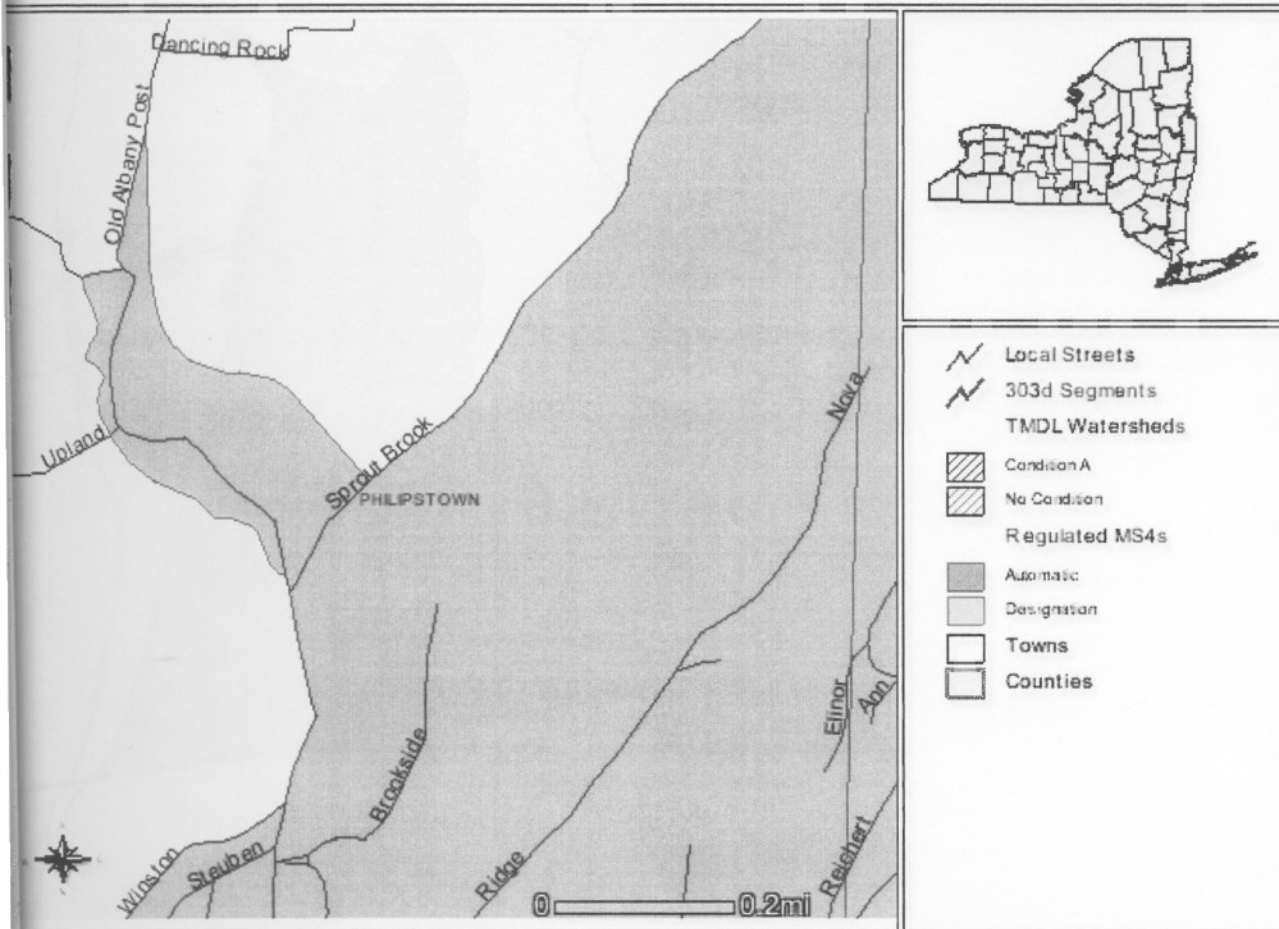 Dancing Rock
Old Albany Post
Upland
Sprout Brook
PHILIPSTOWN
Nova
Elinor
Ann
Brookside
Winston
Steuben
Ridge
Reichert
0 0.2mi
Local Streets
303d Segments
TMDL Watersheds
Condition A
No Condition
Regulated MS4s
Automatic
Designation
Towns
Counties